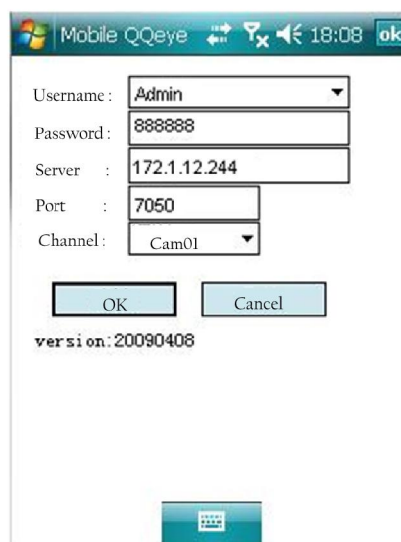 Mobile QQeye 18:08 ok
Username : Admin
Password : 888888
Server : 172.1.12.244
Port : 7050
Channel : Cam01
OK Cancel
version:20090408